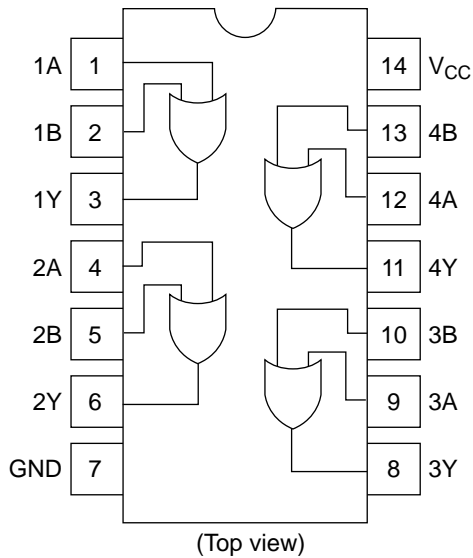 1A 1 14 VCC
1B 2 13 4B
1Y 3 12 4A
2A 4 11 4Y
2B 5 10 3B
2Y 6 9 3A
GND 7 8 3Y
(Top view)